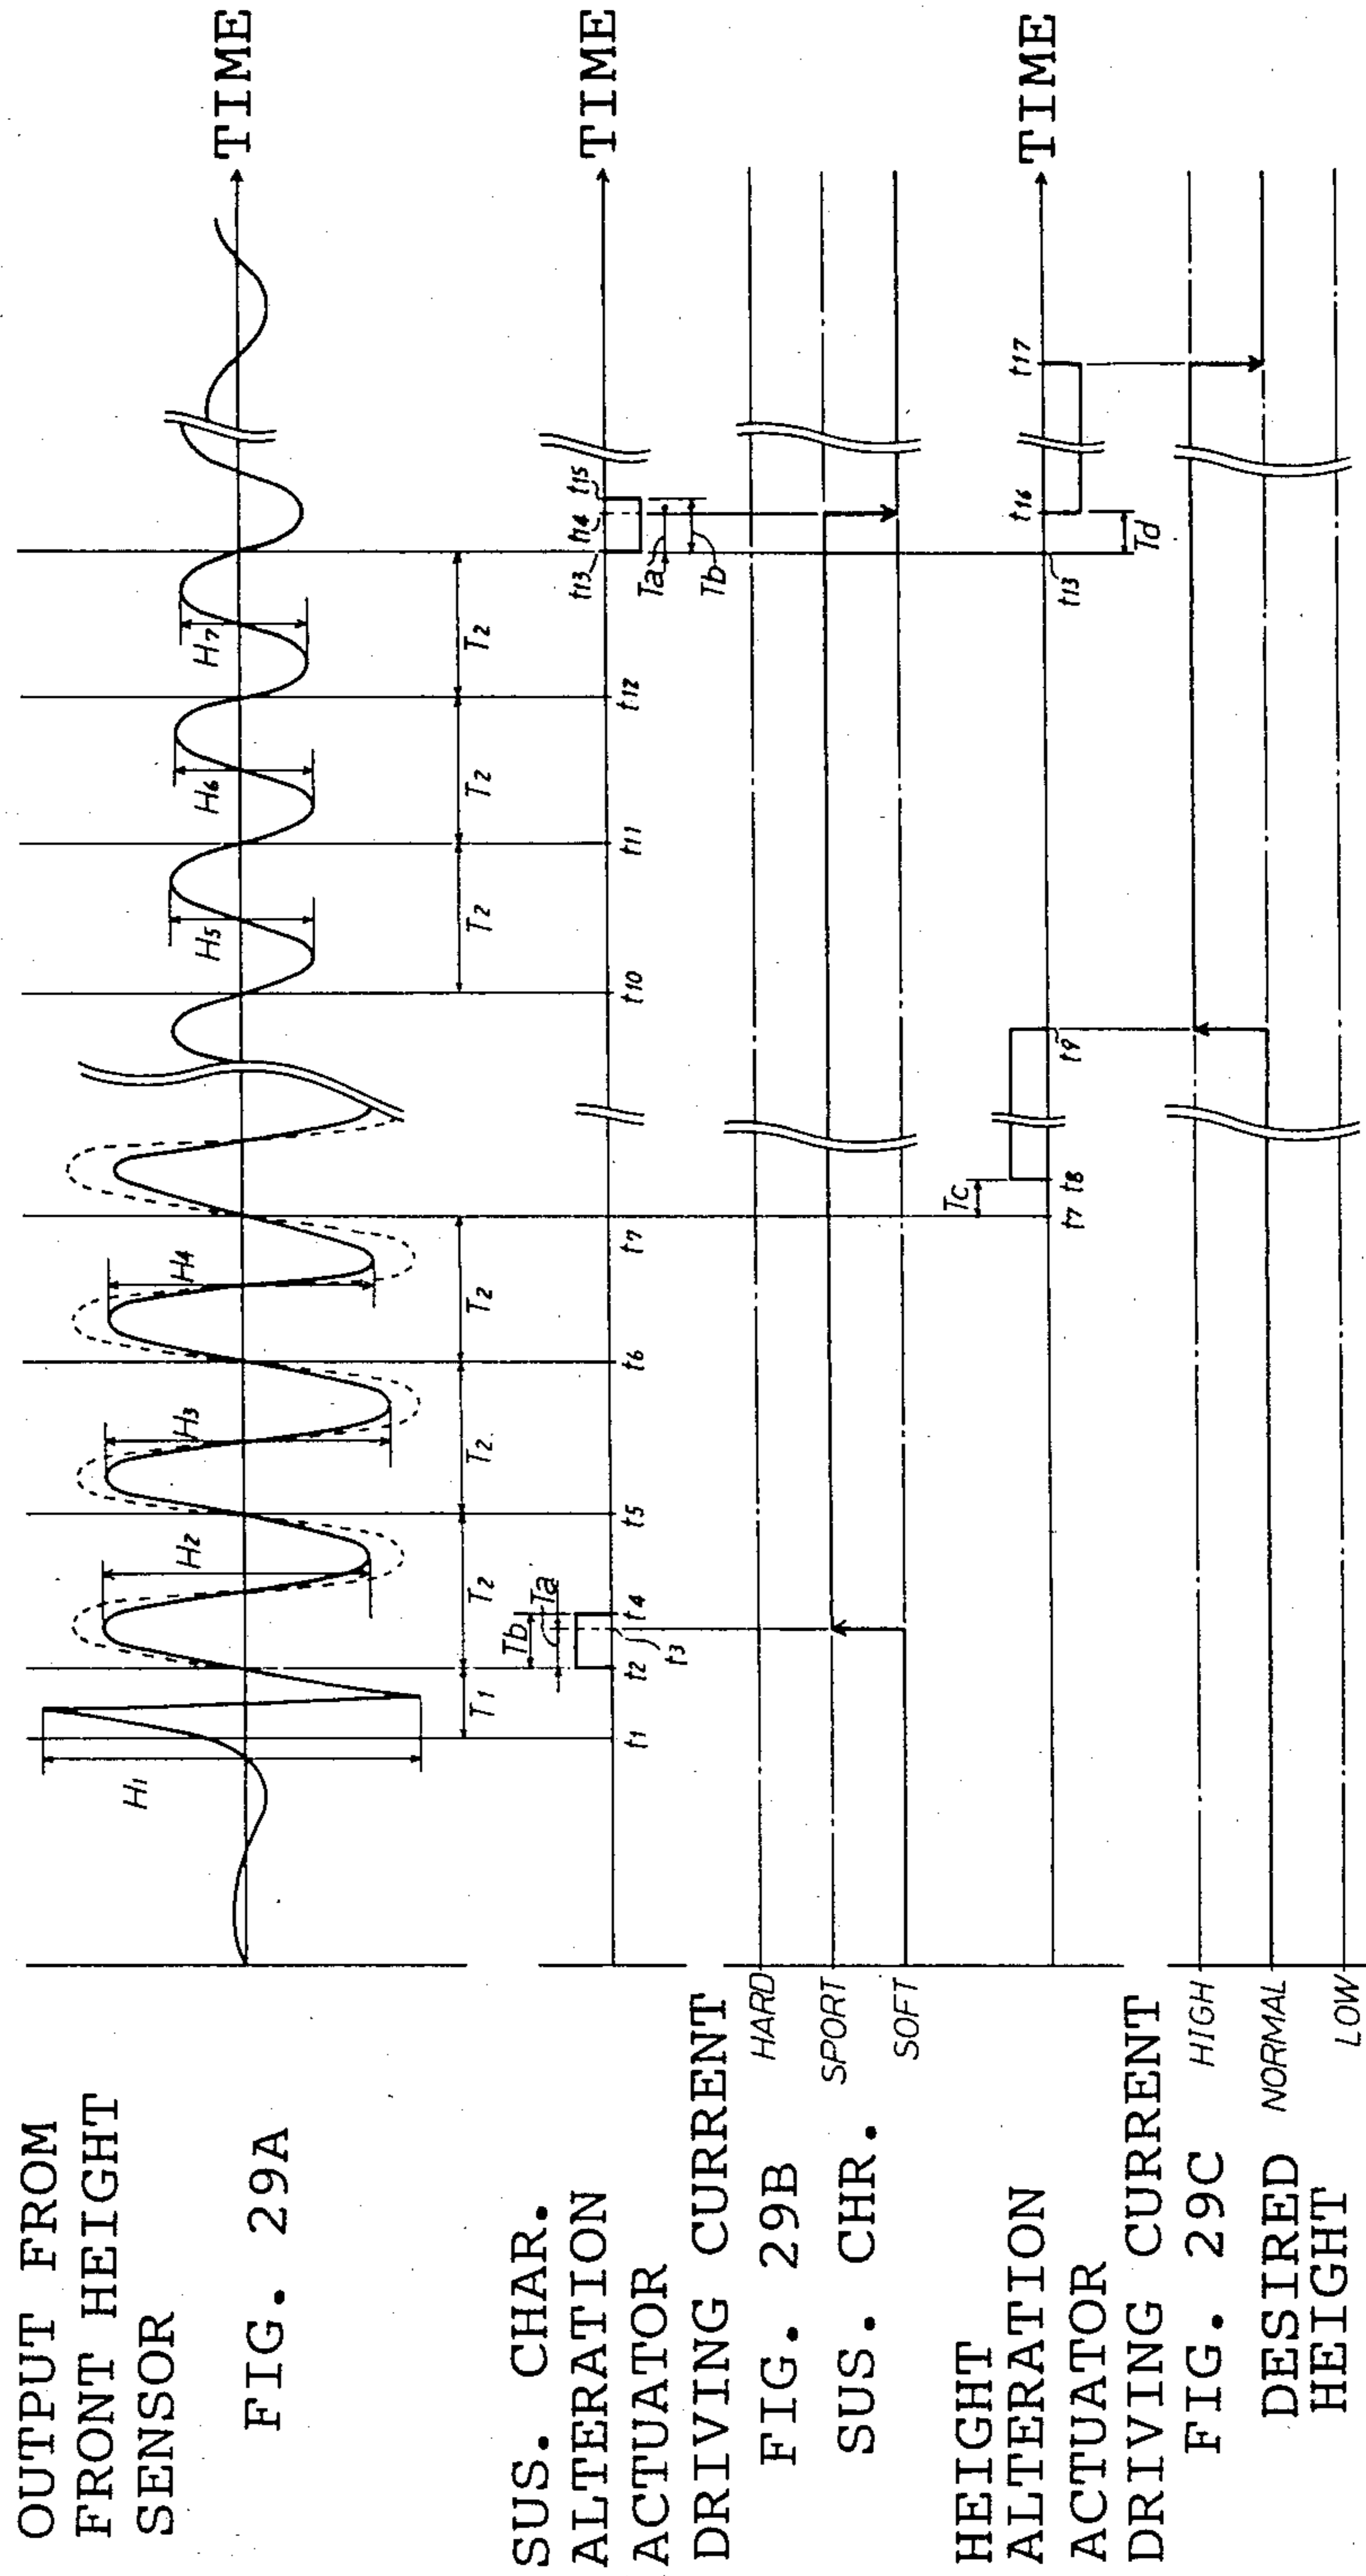 OUTPUT FROM
FRONT HEIGHT
SENSOR
FIG. 29A
H1
H2
H3
H4
H5
H6
H7
TIME
T1
T2
T2
T2
T2
T2
T2
SUS. CHAR.
ALTERATION
ACTUATOR
DRIVING CURRENT
Tb
Ta
t1
t2
t3
t4
t5
t6
t7
t10
t11
t12
t13
t14
t15
Ta
Tb
TIME
FIG. 29B
SUS. CHR.
HARD
SPORT
SOFT
HEIGHT
ALTERATION
ACTUATOR
DRIVING CURRENT
Tc
t7
t8
t9
t13
t16
t17
Td
TIME
FIG. 29C
DESIRED
HEIGHT
HIGH
NORMAL
LOW